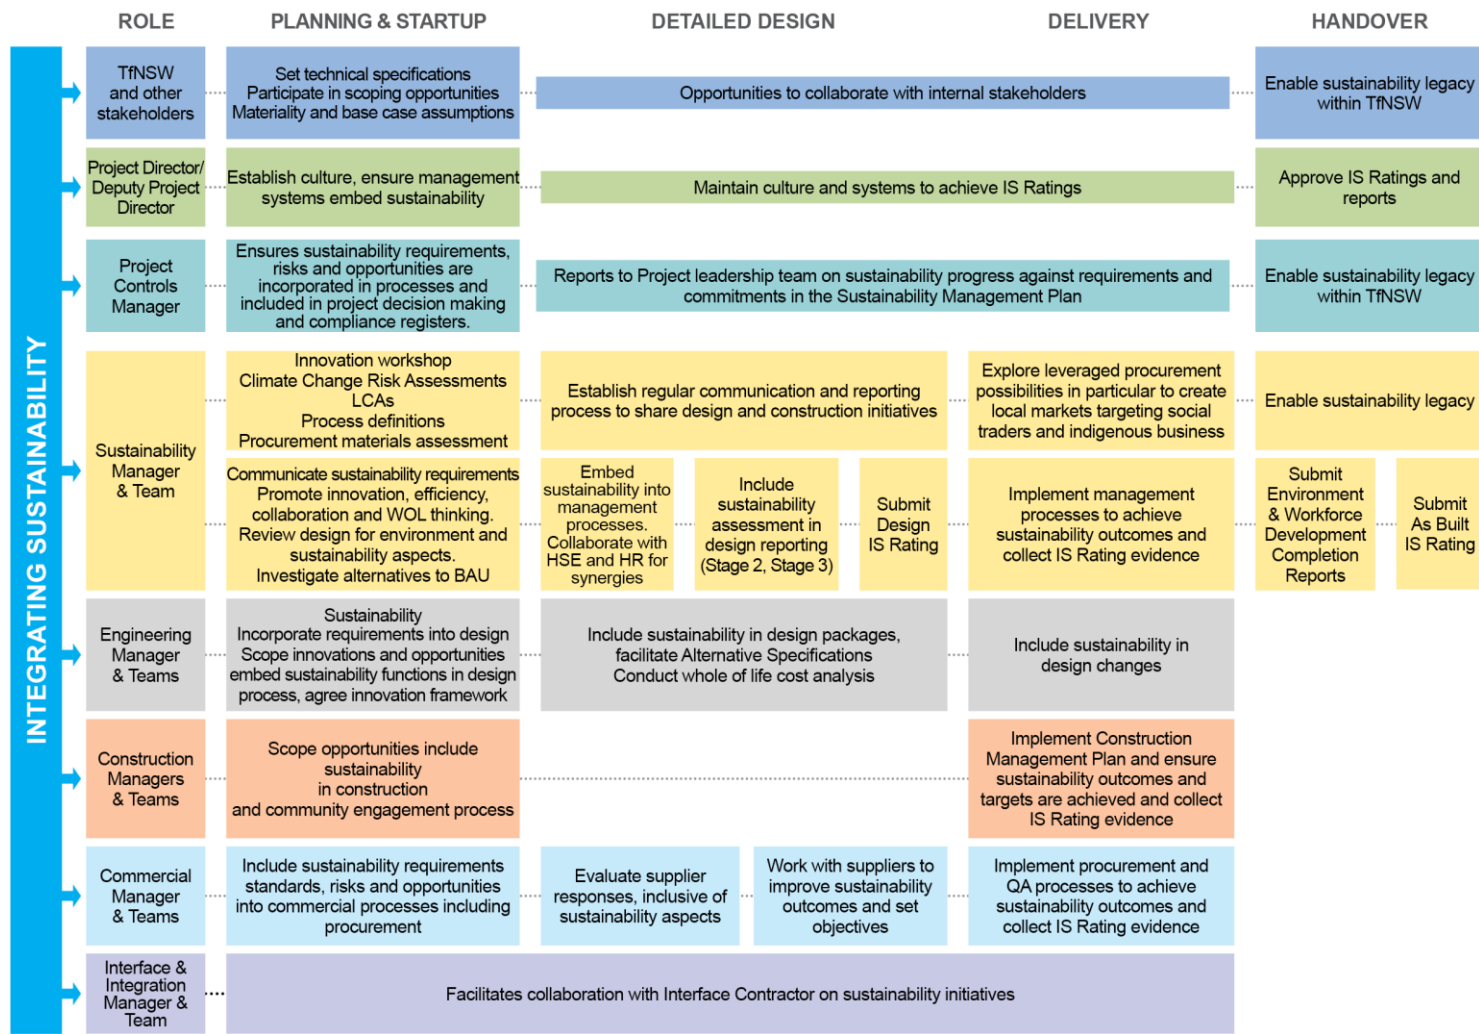 ROLE
PLANNING & STARTUP
DETAILED DESIGN
DELIVERY
HANDOVER
INTEGRATING SUSTAINABILITY
TfNSW
and other
stakeholders
Set technical specifications
Participate in scoping opportunities
Materiality and base case assumptions
Opportunities to collaborate with internal stakeholders
Enable sustainability legacy
within TfNSW
Project Director/
Deputy Project
Director
Establish culture, ensure management
systems embed sustainability
Maintain culture and systems to achieve IS Ratings
Approve IS Ratings and
reports
Project
Controls
Manager
Ensures sustainability requirements,
risks and opportunities are
incorporated in processes and
included in project decision making
and compliance registers.
Reports to Project leadership team on sustainability progress against requirements and
commitments in the Sustainability Management Plan
Enable sustainability legacy
within TfNSW
Sustainability
Manager
& Team
Innovation workshop
Climate Change Risk Assessments
LCAs
Process definitions
Procurement materials assessment
Establish regular communication and reporting
process to share design and construction initiatives
Explore leveraged procurement
possibilities in particular to create
local markets targeting social
traders and indigenous business
Enable sustainability legacy
Communicate sustainability requirements
Promote innovation, efficiency,
collaboration and WOL thinking.
Review design for environment and
sustainability aspects.
Investigate alternatives to BAU
Embed
sustainability into
management
processes.
Collaborate with
HSE and HR for
synergies
Include
sustainability
assessment in
design reporting
(Stage 2, Stage 3)
Submit
Design
IS Rating
Implement management
processes to achieve
sustainability outcomes and
collect IS Rating evidence
Submit
Environment
& Workforce
Development
Completion
Reports
Submit
As Built
IS Rating
Engineering
Manager
& Teams
Sustainability
Incorporate requirements into design
Scope innovations and opportunities
embed sustainability functions in design
process, agree innovation framework
Include sustainability in design packages,
facilitate Alternative Specifications
Conduct whole of life cost analysis
Include sustainability in
design changes
Construction
Managers
& Teams
Scope opportunities include
sustainability
in construction
and community engagement process
Implement Construction
Management Plan and ensure
sustainability outcomes and
targets are achieved and collect
IS Rating evidence
Commercial
Manager
& Teams
Include sustainability requirements
standards, risks and opportunities
into commercial processes including
procurement
Evaluate supplier
responses, inclusive of
sustainability aspects
Work with suppliers to
improve sustainability
outcomes and set
objectives
Implement procurement and
QA processes to achieve
sustainability outcomes and
collect IS Rating evidence
Interface &
Integration
Manager &
Team
Facilitates collaboration with Interface Contractor on sustainability initiatives